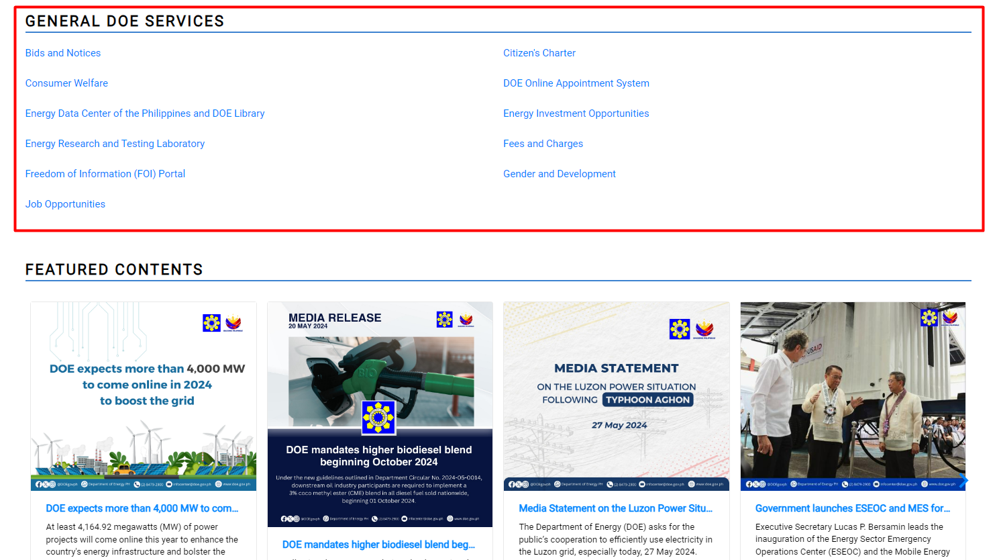 GENERAL DOE SERVICES
Bids and Notices
Citizen's Charter
Consumer Welfare
DOE Online Appointment System
Energy Data Center of the Philippines and DOE Library
Energy Investment Opportunities
Energy Research and Testing Laboratory
Fees and Charges
Freedom of Information (FOI) Portal
Gender and Development
Job Opportunities
FEATURED CONTENTS
DOE expects more than 4,000 MW
to come online in 2024
to boost the grid
@DOEgovph Department of Energy PH (2) 8479-2900 infocenter@doe.gov.ph www.doe.gov.ph
DOE expects more than 4,000 MW to com...
At least 4,164.92 megawatts (MW) of power
projects will come online this year to enhance the
country's energy infrastructure and bolster the
MEDIA RELEASE
20 MAY 2024
BIO
DOE mandates higher biodiesel blend
beginning October 2024
Under the new guidelines outlined in Department Circular No. 2024-05-0014,
downstream oil industry participants are required to implement a
3% coco methyl ester (CME) blend in all diesel fuel sold nationwide,
beginning 01 October 2024.
@DOEgovph Department of Energy PH (2) 8479-2900 infocenter@doe.gov.ph www.doe.gov.ph
DOE mandates higher biodiesel blend beg...
MEDIA STATEMENT
ON THE LUZON POWER SITUATION
FOLLOWING TYPHOON AGHON
27 May 2024
@DOEgovph Department of Energy PH (2) 8479-2900 infocenter@doe.gov.ph www.doe.gov.ph
Media Statement on the Luzon Power Situ...
The Department of Energy (DOE) asks for the
public's cooperation to efficiently use electricity in
the Luzon grid, especially today, 27 May 2024.
USAID
@DOEgovph Department of Energy PH (2) 8479-2900 infocenter@doe.gov.ph www.doe.gov.ph
Government launches ESEOC and MES for...
Executive Secretary Lucas P. Bersamin leads the
inauguration of the Energy Sector Emergency
Operations Center (ESEOC) and the Mobile Energy